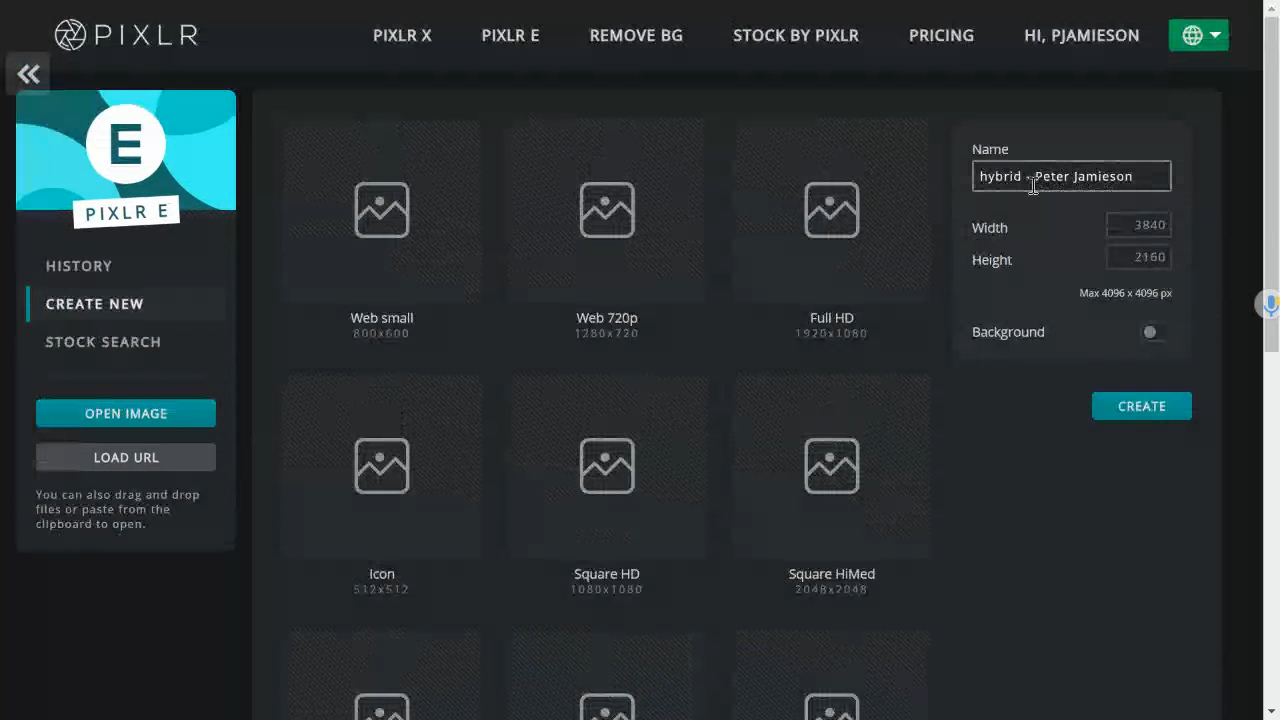 PIXLR
PIXLR X
PIXLR E
REMOVE BG
STOCK BY PIXLR
PRICING
HI, PJAMIESON
E
PIXLR E
HISTORY
CREATE NEW
STOCK SEARCH
OPEN IMAGE
LOAD URL
You can also drag and drop
files or paste from the
clipboard to open.
Web small
800x600
Web 720p
1280x720
Full HD
1920x1080
Icon
512x512
Square HD
1080x1080
Square HiMed
2048x2048
Name
hybrid - Peter Jamieson
Width
3840
Height
2160
Max 4096 x 4096 px
Background
CREATE